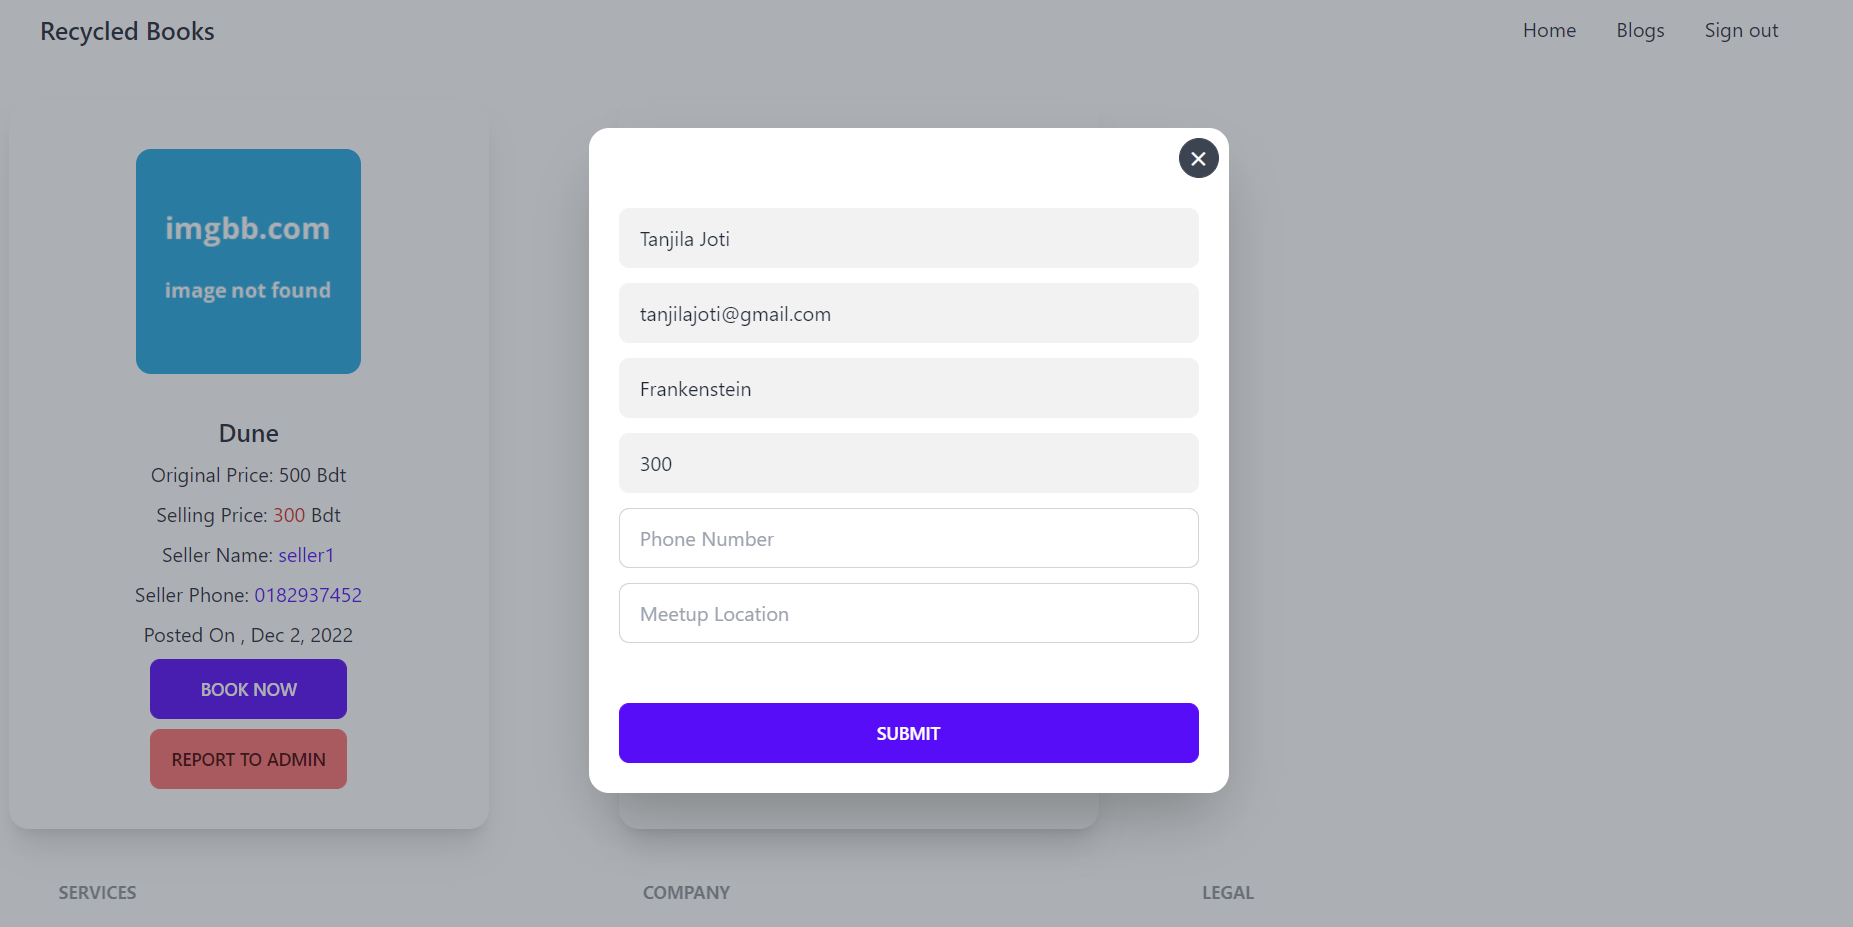 Recycled Books
Home
Blogs
Sign out
imgbb.com
image not found
Dune
Original Price: 500 Bdt
Selling Price: 300 Bdt
Seller Name: seller1
Seller Phone: 0182937452
Posted On , Dec 2, 2022
BOOK NOW
REPORT TO ADMIN
✕
Tanjila Joti
tanjilajoti@gmail.com
Frankenstein
300
Phone Number
Meetup Location
SUBMIT
SERVICES
COMPANY
LEGAL